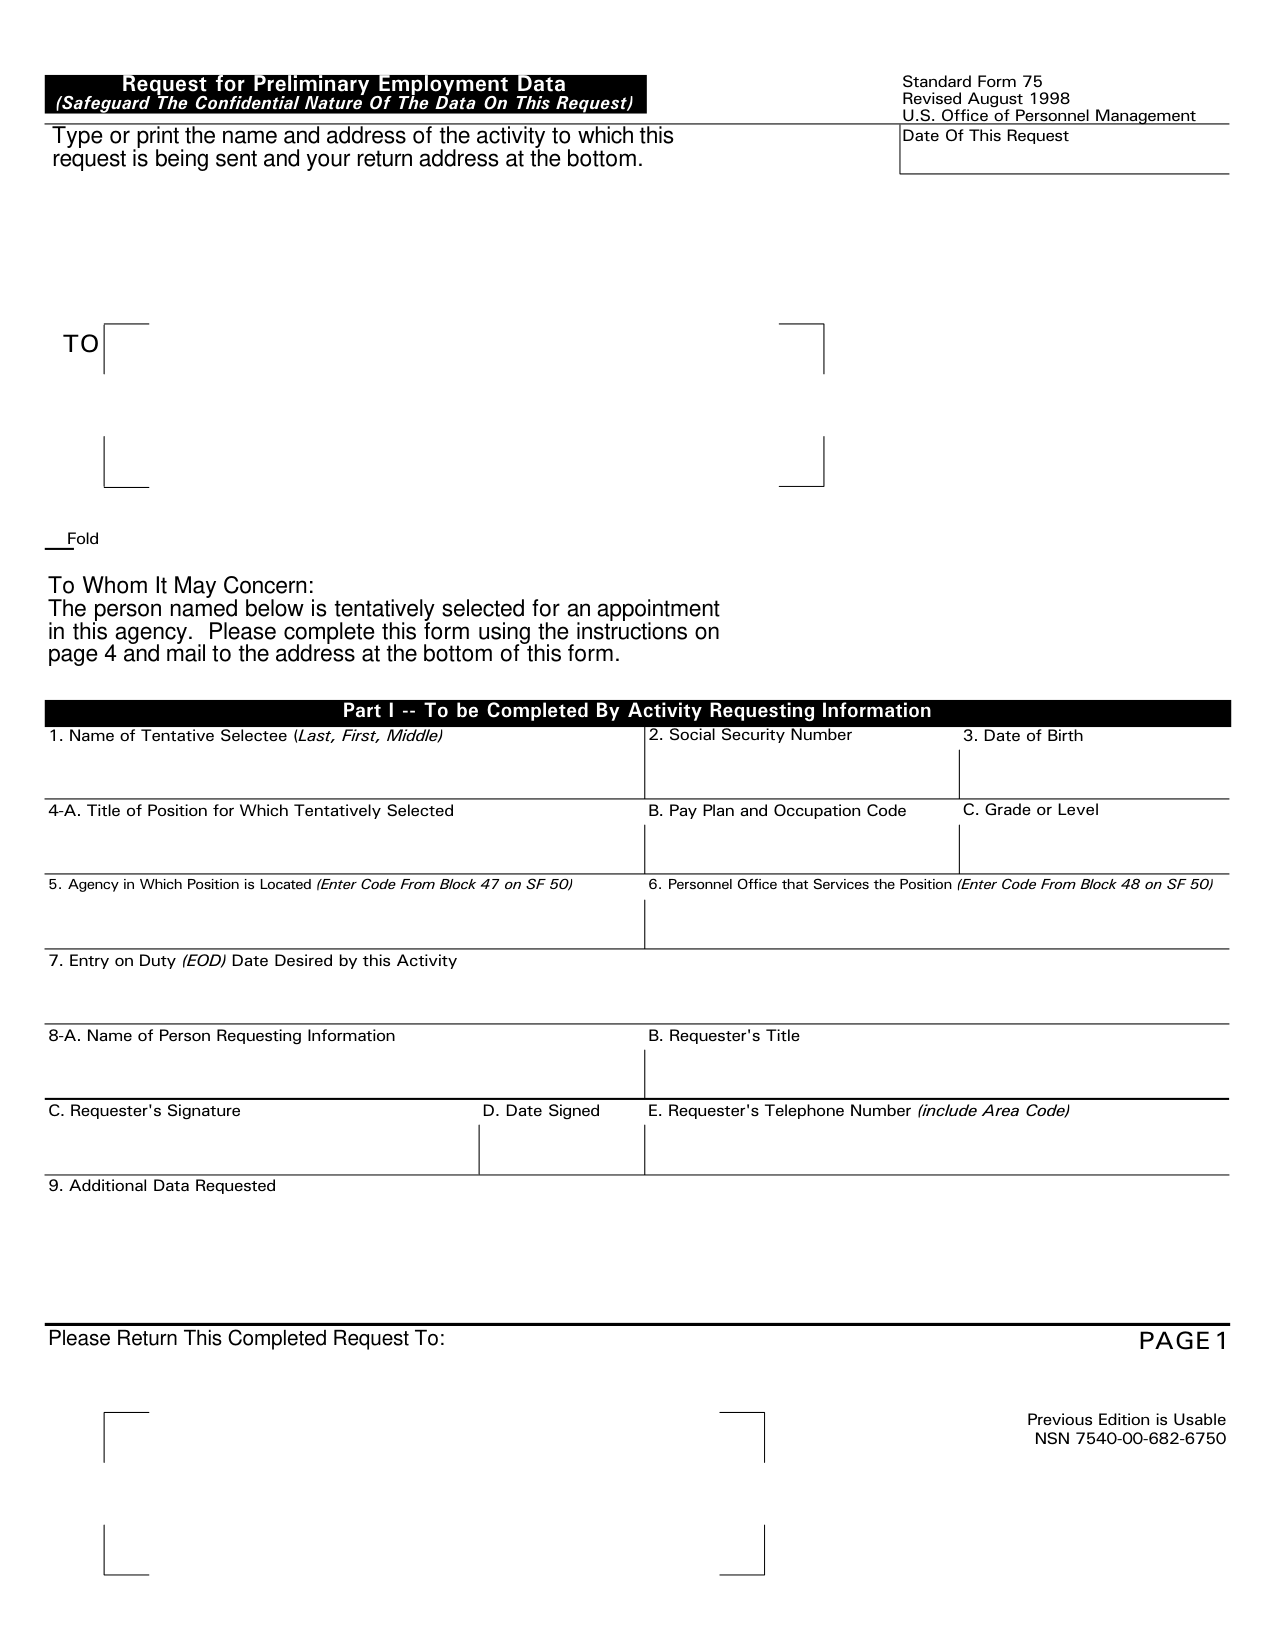 Request for Preliminary Employment Data
(Safeguard The Confidential Nature Of The Data On This Request)
Standard Form 75
Revised August 1998
U.S. Office of Personnel Management
Type or print the name and address of the activity to which this
request is being sent and your return address at the bottom.
Date Of This Request
TO
Fold
To Whom It May Concern:
The person named below is tentatively selected for an appointment
in this agency.  Please complete this form using the instructions on
page 4 and mail to the address at the bottom of this form.
Part I -- To be Completed By Activity Requesting Information
1. Name of Tentative Selectee (Last, First, Middle)
2. Social Security Number
3. Date of Birth
4-A. Title of Position for Which Tentatively Selected
B. Pay Plan and Occupation Code
C. Grade or Level
5. Agency in Which Position is Located (Enter Code From Block 47 on SF 50)
6. Personnel Office that Services the Position (Enter Code From Block 48 on SF 50)
7. Entry on Duty (EOD) Date Desired by this Activity
8-A. Name of Person Requesting Information
B. Requester's Title
C. Requester's Signature
D. Date Signed
E. Requester's Telephone Number (include Area Code)
9. Additional Data Requested
Please Return This Completed Request To:
PAGE 1
Previous Edition is Usable
NSN 7540-00-682-6750